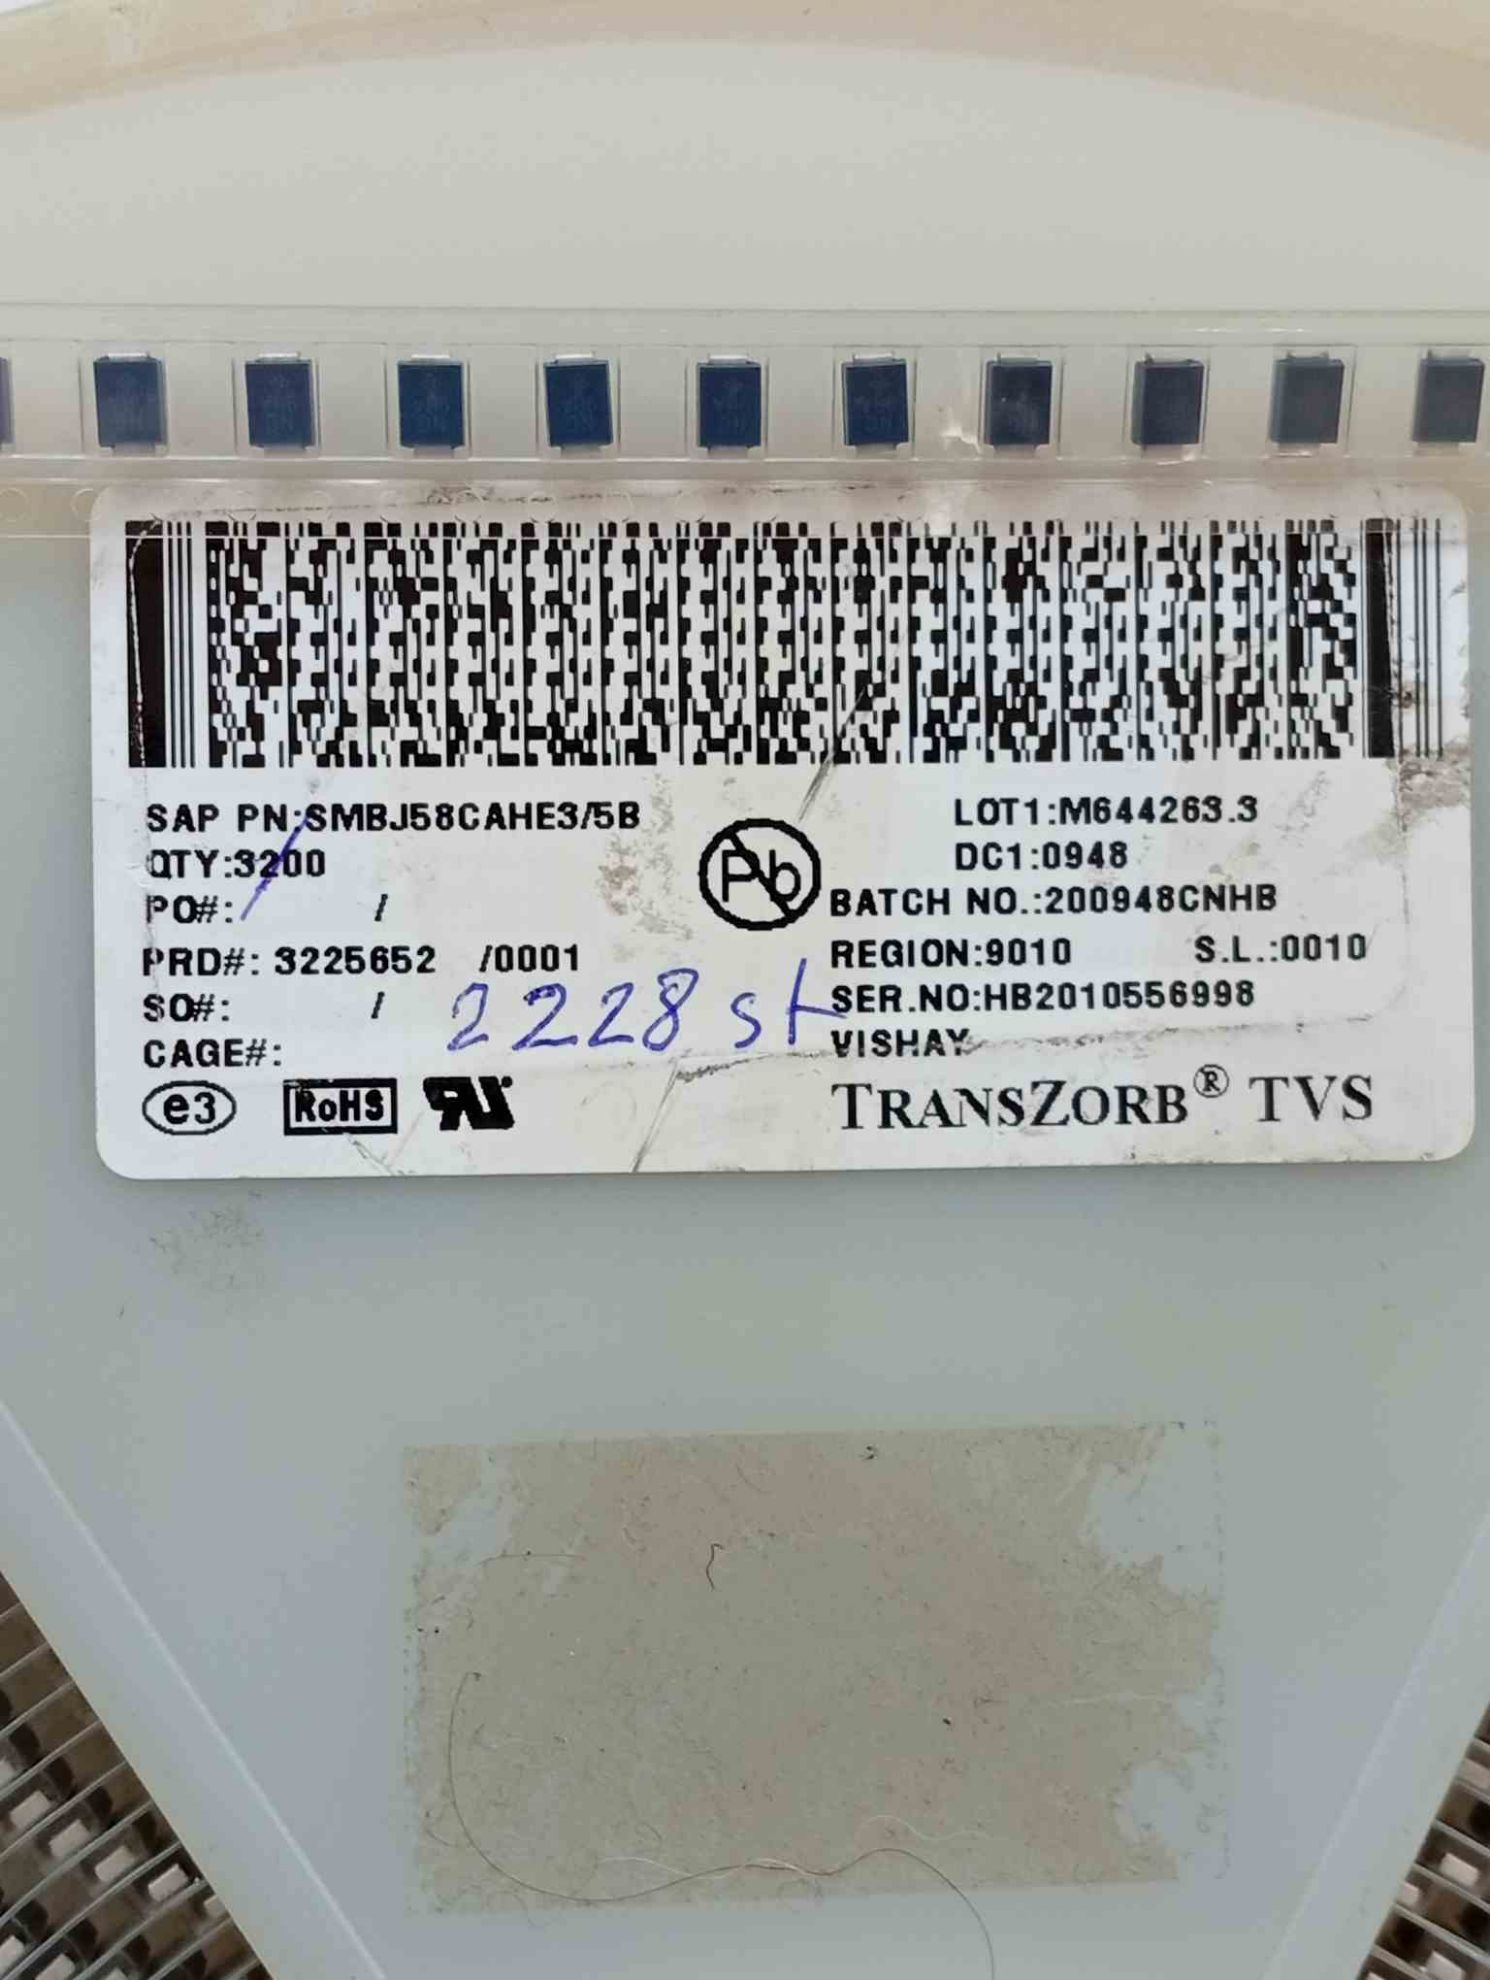 SAP PN:SMBJ58CAHE3/5B
QTY:3200
PO#: /
PRD#: 3225652 /0001
SO#: /
2228 st
CAGE#:
e3 RoHS
Pb
LOT1:M644263.3
DC1:0948
BATCH NO.:200948CNHB
REGION:9010 S.L.:0010
SER.NO:HB2010556998
VISHAY
TRANSZORB® TVS